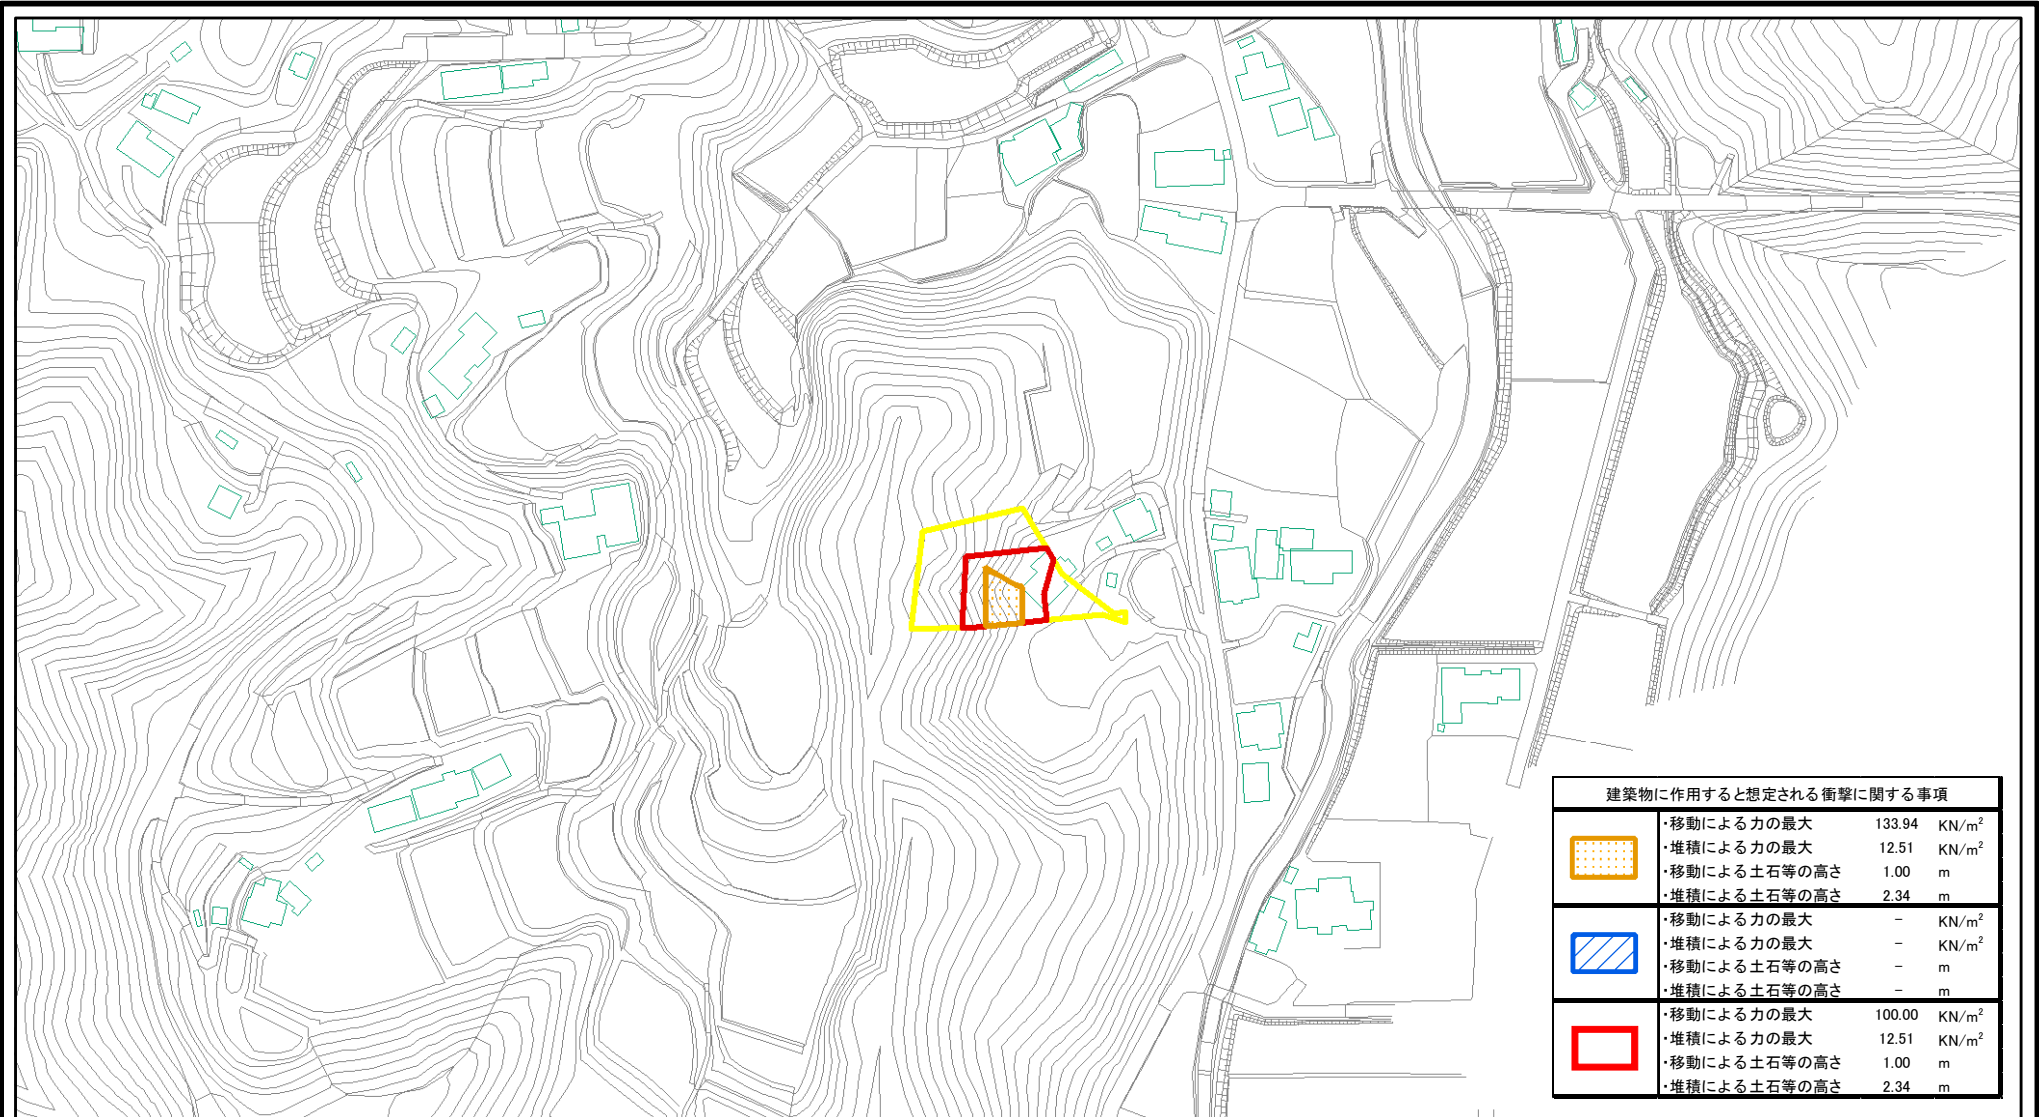 建築物に作用すると想定される衝撃に関する事項
・移動による力の最大 133.94 KN/m²
・堆積による力の最大 12.51 KN/m²
・移動による土石等の高さ 1.00 m
・堆積による土石等の高さ 2.34 m
・移動による力の最大 － KN/m²
・堆積による力の最大 － KN/m²
・移動による土石等の高さ － m
・堆積による土石等の高さ － m
・移動による力の最大 100.00 KN/m²
・堆積による力の最大 12.51 KN/m²
・移動による土石等の高さ 1.00 m
・堆積による土石等の高さ 2.34 m